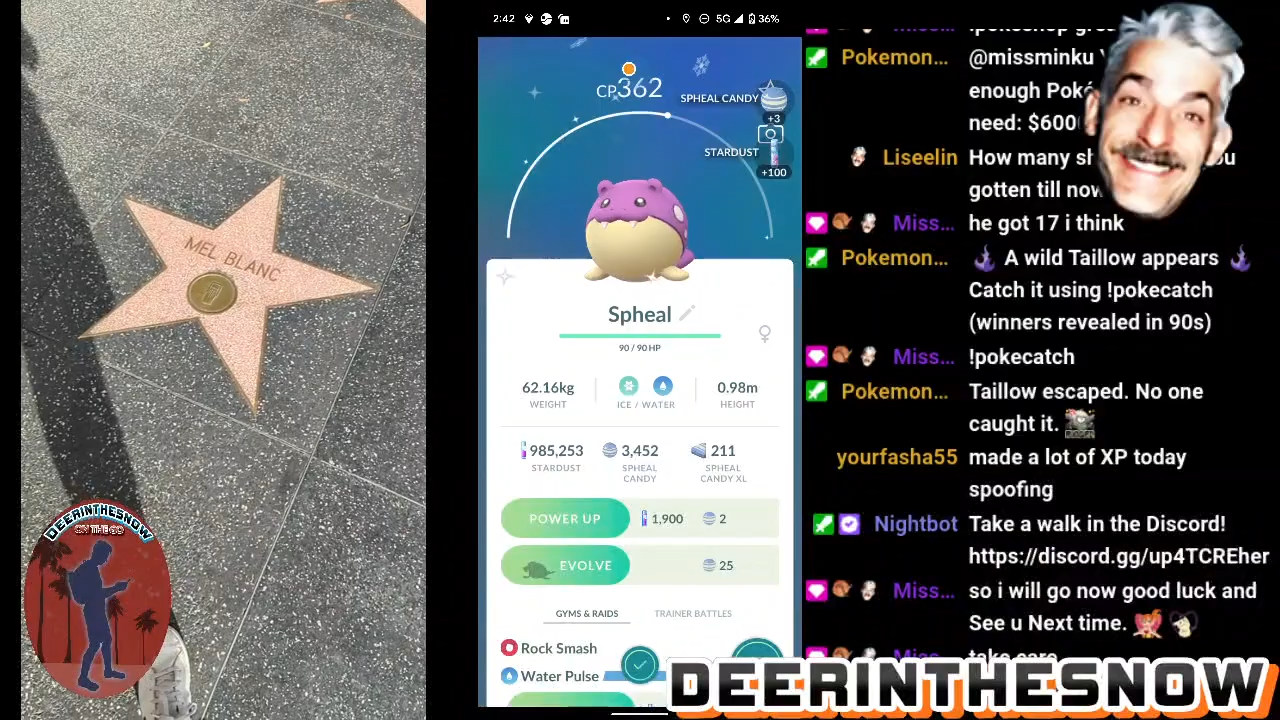 MEL BLANC
DEERINTHESNOW
ON THE GO
2:42
5G
36%
CP362
SPHEAL CANDY
+3
STARDUST
+100
Spheal
90 / 90 HP
62.16kg
WEIGHT
ICE / WATER
0.98m
HEIGHT
985,253
STARDUST
3,452
SPHEAL
CANDY
211
SPHEAL
CANDY XL
POWER UP
1,900
2
EVOLVE
25
GYMS & RAIDS
TRAINER BATTLES
Rock Smash
Water Pulse
Pokemon...
@missminku
enough
need:
Liseelin
How many
gotten till
Miss...
he got 17 i think
Pokemon...
A wild Taillow appears
Catch it using !pokecatch
(winners revealed in 90s)
Miss...
!pokecatch
Pokemon...
Taillow escaped. No one
caught it.
yourfasha55
made a lot of XP today
spoofing
Nightbot
Take a walk in the Discord!
https://discord.gg/up4TCREher
Miss...
so i will go now good luck and
See u Next time.
DEERINTHESNOW